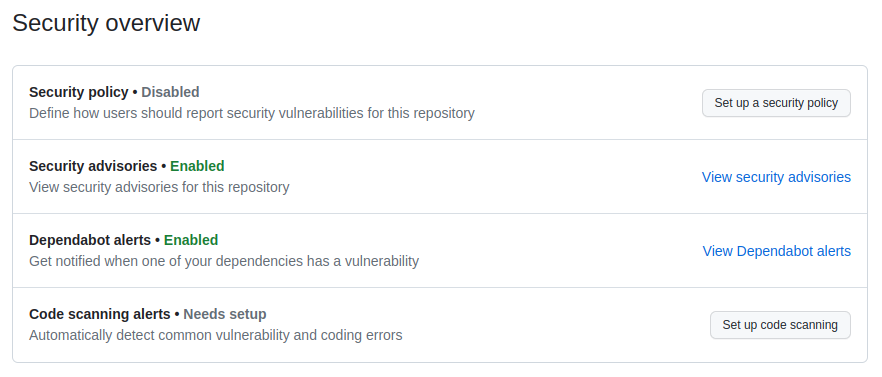 Security overview
Security policy • Disabled
Define how users should report security vulnerabilities for this repository
Set up a security policy
Security advisories • Enabled
View security advisories for this repository
View security advisories
Dependabot alerts • Enabled
Get notified when one of your dependencies has a vulnerability
View Dependabot alerts
Code scanning alerts • Needs setup
Automatically detect common vulnerability and coding errors
Set up code scanning